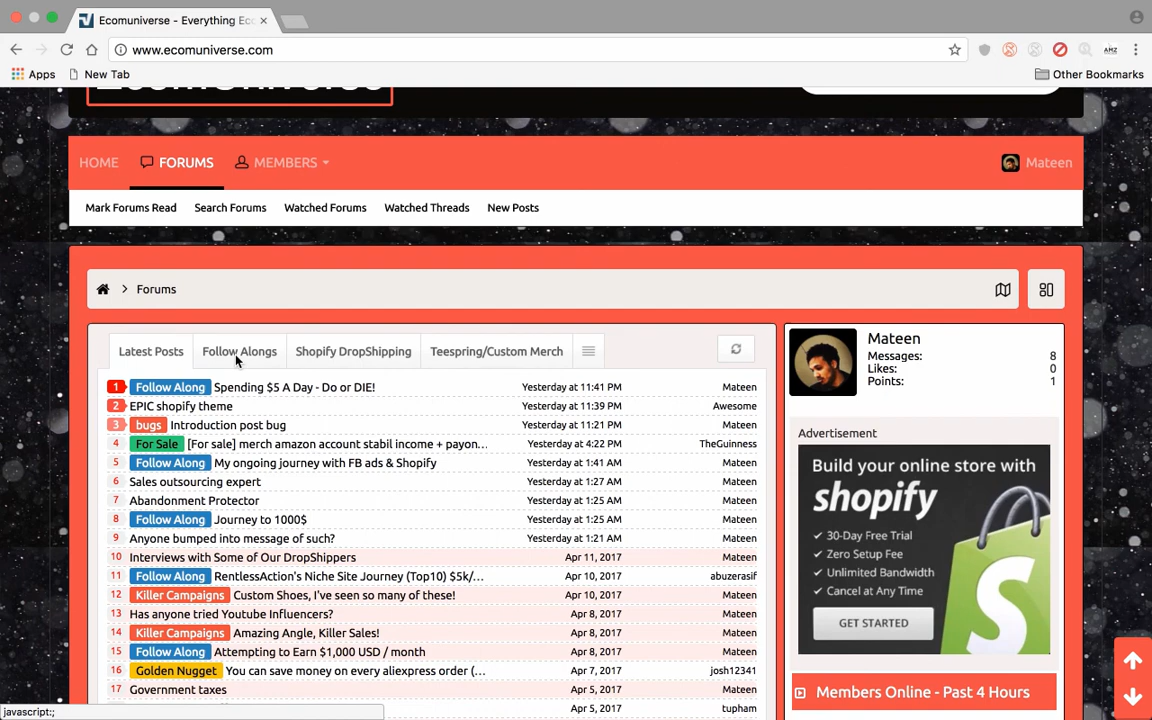 Ecomuniverse - Everything Ec
www.ecomuniverse.com
AMZ
Apps
New Tab
Other Bookmarks
HOME
FORUMS
MEMBERS
Mateen
Mark Forums Read
Search Forums
Watched Forums
Watched Threads
New Posts
Forums
Latest Posts
Follow Alongs
Shopify DropShipping
Teespring/Custom Merch
1 Follow Along Spending $5 A Day - Do or DIE! Yesterday at 11:41 PM Mateen
2 EPIC shopify theme Yesterday at 11:39 PM Awesome
3 bugs Introduction post bug Yesterday at 11:21 PM Mateen
4 For Sale [For sale] merch amazon account stabil income + payon... Yesterday at 4:22 PM TheGuinness
5 Follow Along My ongoing journey with FB ads & Shopify Yesterday at 1:41 AM Mateen
6 Sales outsourcing expert Yesterday at 1:27 AM Mateen
7 Abandonment Protector Yesterday at 1:25 AM Mateen
8 Follow Along Journey to 1000$ Yesterday at 1:25 AM Mateen
9 Anyone bumped into message of such? Yesterday at 1:21 AM Mateen
10 Interviews with Some of Our DropShippers Apr 11, 2017 Mateen
11 Follow Along RentlessAction's Niche Site Journey (Top10) $5k/... Apr 10, 2017 abuzerasif
12 Killer Campaigns Custom Shoes, I've seen so many of these! Apr 10, 2017 Mateen
13 Has anyone tried Youtube Influencers? Apr 8, 2017 Mateen
14 Killer Campaigns Amazing Angle, Killer Sales! Apr 8, 2017 Mateen
15 Follow Along Attempting to Earn $1,000 USD / month Apr 8, 2017 Mateen
16 Golden Nugget You can save money on every aliexpress order (... Apr 7, 2017 josh12341
17 Government taxes Apr 5, 2017 Mateen
Apr 5, 2017 tupham
Mateen
Messages: 8
Likes: 0
Points: 1
Advertisement
Build your online store with
shopify
✓ 30-Day Free Trial
✓ Zero Setup Fee
✓ Unlimited Bandwidth
✓ Cancel at Any Time
GET STARTED
Members Online - Past 4 Hours
javascript:;